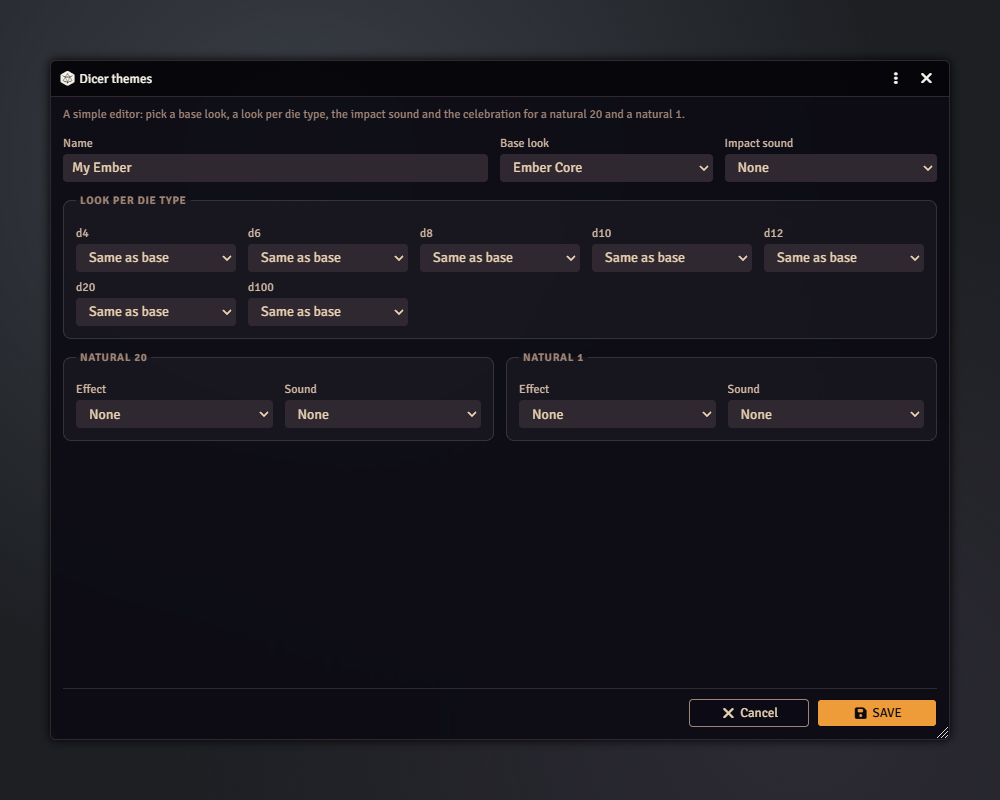 Dicer themes
A simple editor: pick a base look, a look per die type, the impact sound and the celebration for a natural 20 and a natural 1.
Name Base look Impact sound
My Ember Ember Core None
LOOK PER DIE TYPE
d4 d6 d8 d10 d12
Same as base Same as base Same as base Same as base Same as base
d20 d100
Same as base Same as base
NATURAL 20 NATURAL 1
Effect Sound Effect Sound
None None None None
Cancel SAVE